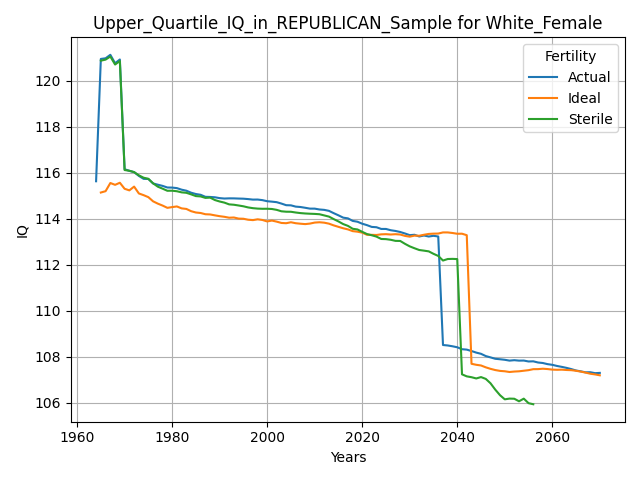 Upper_Quartile_IQ_in_REPUBLICAN_Sample for White_Female
Fertility
Actual
Ideal
Sterile
IQ
120
118
116
114
112
110
108
106
1960
1980
2000
2020
2040
2060
Years